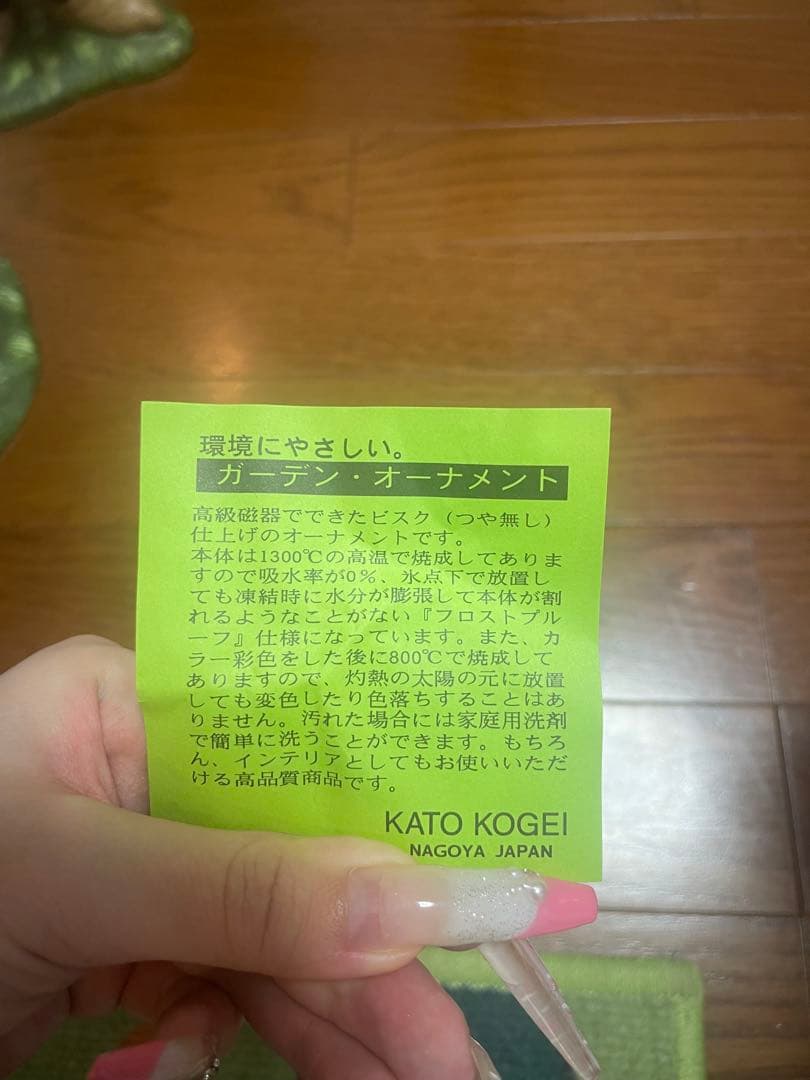 環境にやさしい。
ガーデン・オーナメント
高級磁器でできたビスク（つや無し）
仕上げのオーナメントです。
本体は1300℃の高温で焼成してありま
すので吸水率が0％、氷点下で放置し
ても凍結時に水分が膨張して本体が割
れるようなことがない『フロストプル
ーフ』仕様になっています。また、カ
ラー彩色をした後に800℃で焼成して
ありますので、灼熱の太陽の元に放置
しても変色したり色落ちすることはあ
りません。汚れた場合には家庭用洗剤
で簡単に洗うことができます。もちろ
ん、インテリアとしてもお使いいただ
ける高品質商品です。
KATO KOGEI
NAGOYA JAPAN